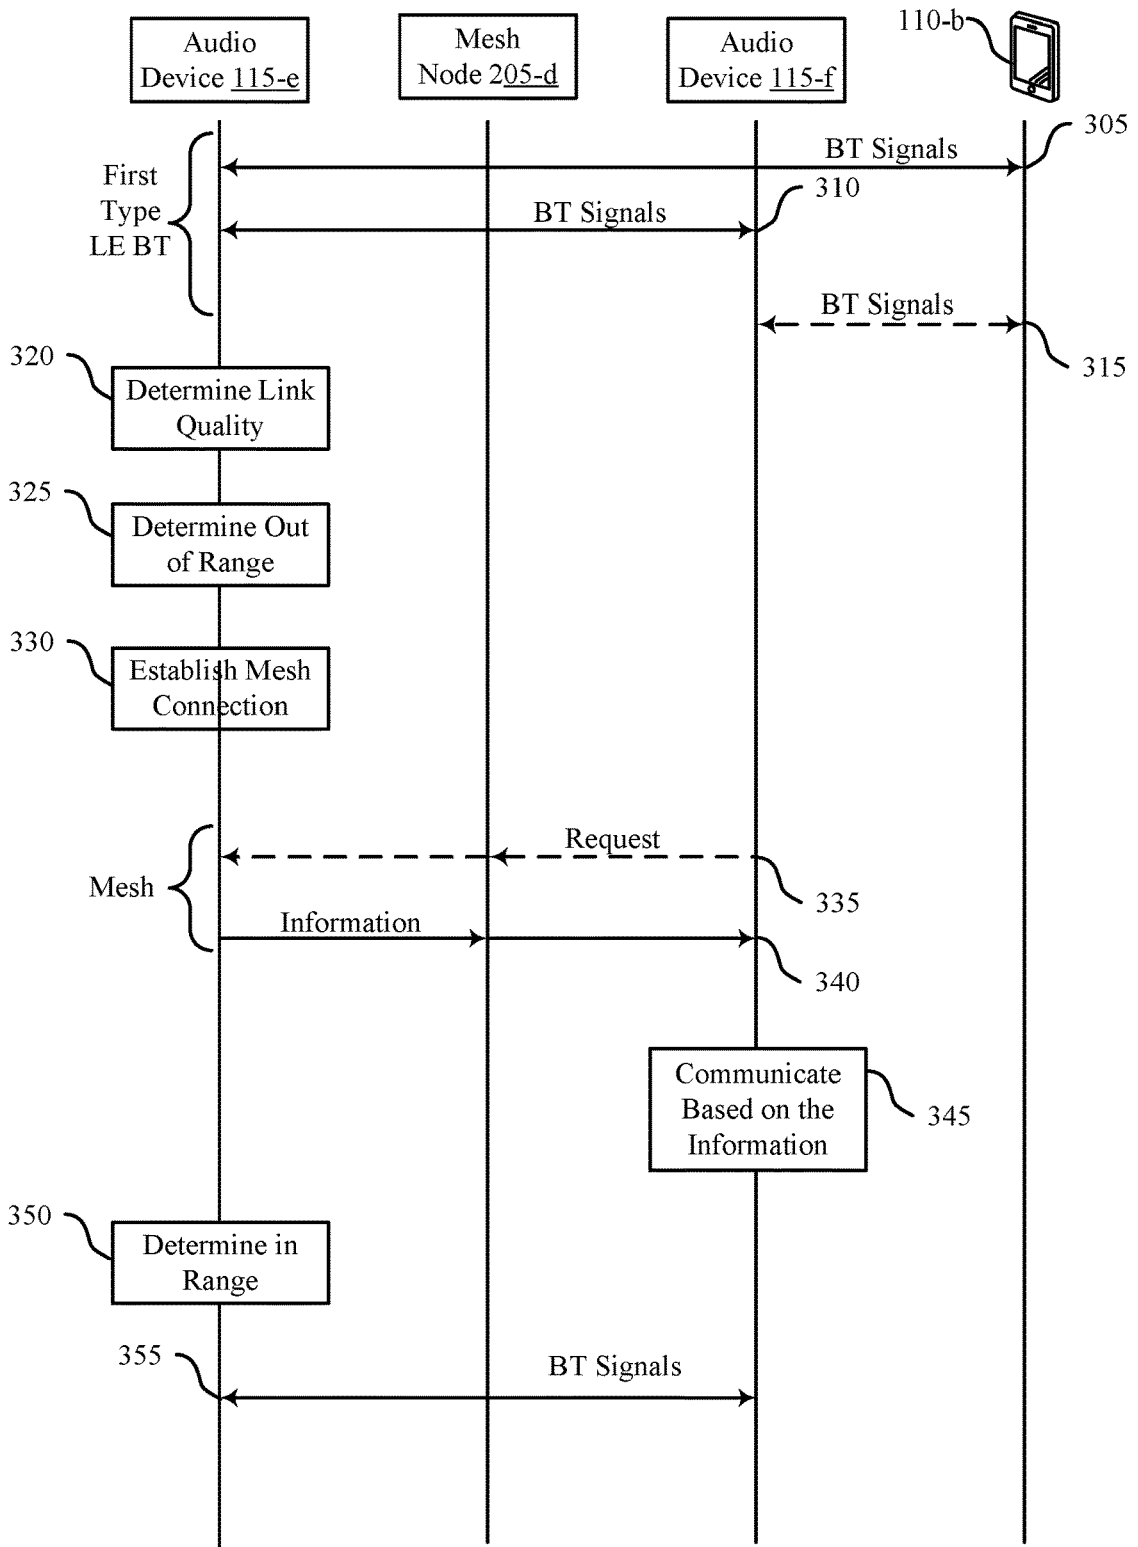 Audio
Device 115-e
Mesh
Node 205-d
Audio
Device 115-f
110-b
305
BT Signals
310
BT Signals
First
Type
LE BT
BT Signals
315
320
Determine Link
Quality
325
Determine Out
of Range
330
Establish Mesh
Connection
Request
335
Mesh
Information
340
Communicate
Based on the
Information
345
350
Determine in
Range
355
BT Signals